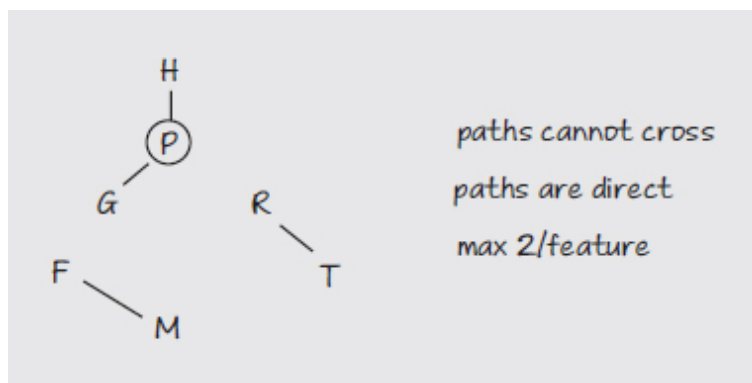 H
P
G
R
F
T
M
paths cannot cross
paths are direct
max 2/feature